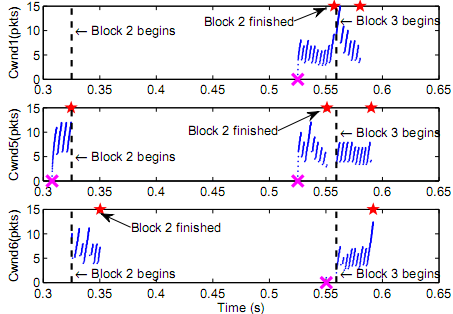 Cwnd1(pkts)
15
10
5
0
Block 2 finished
← Block 2 begins
← Block 3 begins
0.3 0.35 0.4 0.45 0.5 0.55 0.6 0.65
Cwnd5(pkts)
15
10
5
0
Block 2 finished
← Block 3 begins
← Block 2 begins
0.3 0.35 0.4 0.45 0.5 0.55 0.6 0.65
Cwnd6(pkts)
15
10
5
0
Block 2 finished
← Block 2 begins
← Block 3 begins
0.3 0.35 0.4 0.45 0.5 0.55 0.6 0.65
Time (s)